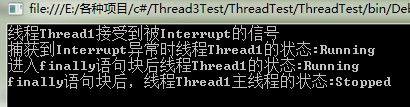 file:///E:/各种项目/c#/Thread3Test/ThreadTest/ThreadTest/bin/Deb
线程Thread1接受到被Interrupt的信号
捕获到Interrupt异常时线程Thread1的状态:Running
进入finally语句块后线程Thread1的状态:Running
finally语句块后，线程Thread1主线程的状态:Stopped